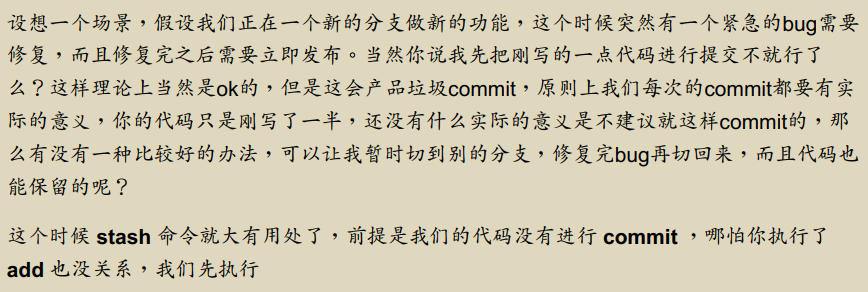 设想一个场景，假设我们正在一个新的分支做新的功能，这个时候突然有一个紧急的bug需要
修复，而且修复完之后需要立即发布。当然你说我先把刚写的一点代码进行提交不就行了
么？这样理论上当然是ok的，但是这会产品垃圾commit，原则上我们每次的commit都要有实
际的意义，你的代码只是刚写了一半，还没有什么实际的意义是不建议就这样commit的，那
么有没有一种比较好的办法，可以让我暂时切到别的分支，修复完bug再切回来，而且代码也
能保留的呢？
这个时候 stash 命令就大有用处了，前提是我们的代码没有进行 commit ，哪怕你执行了
add 也没关系，我们先执行